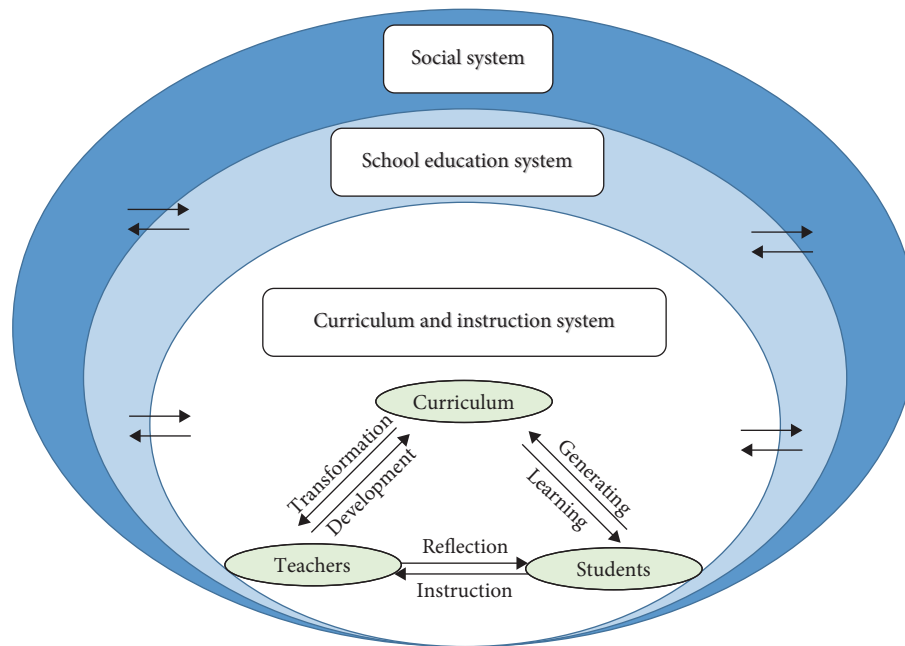 Social system
School education system
Curriculum and instruction system
Curriculum
Transformation
Development
Generating
Learning
Teachers
Reflection
Instruction
Students